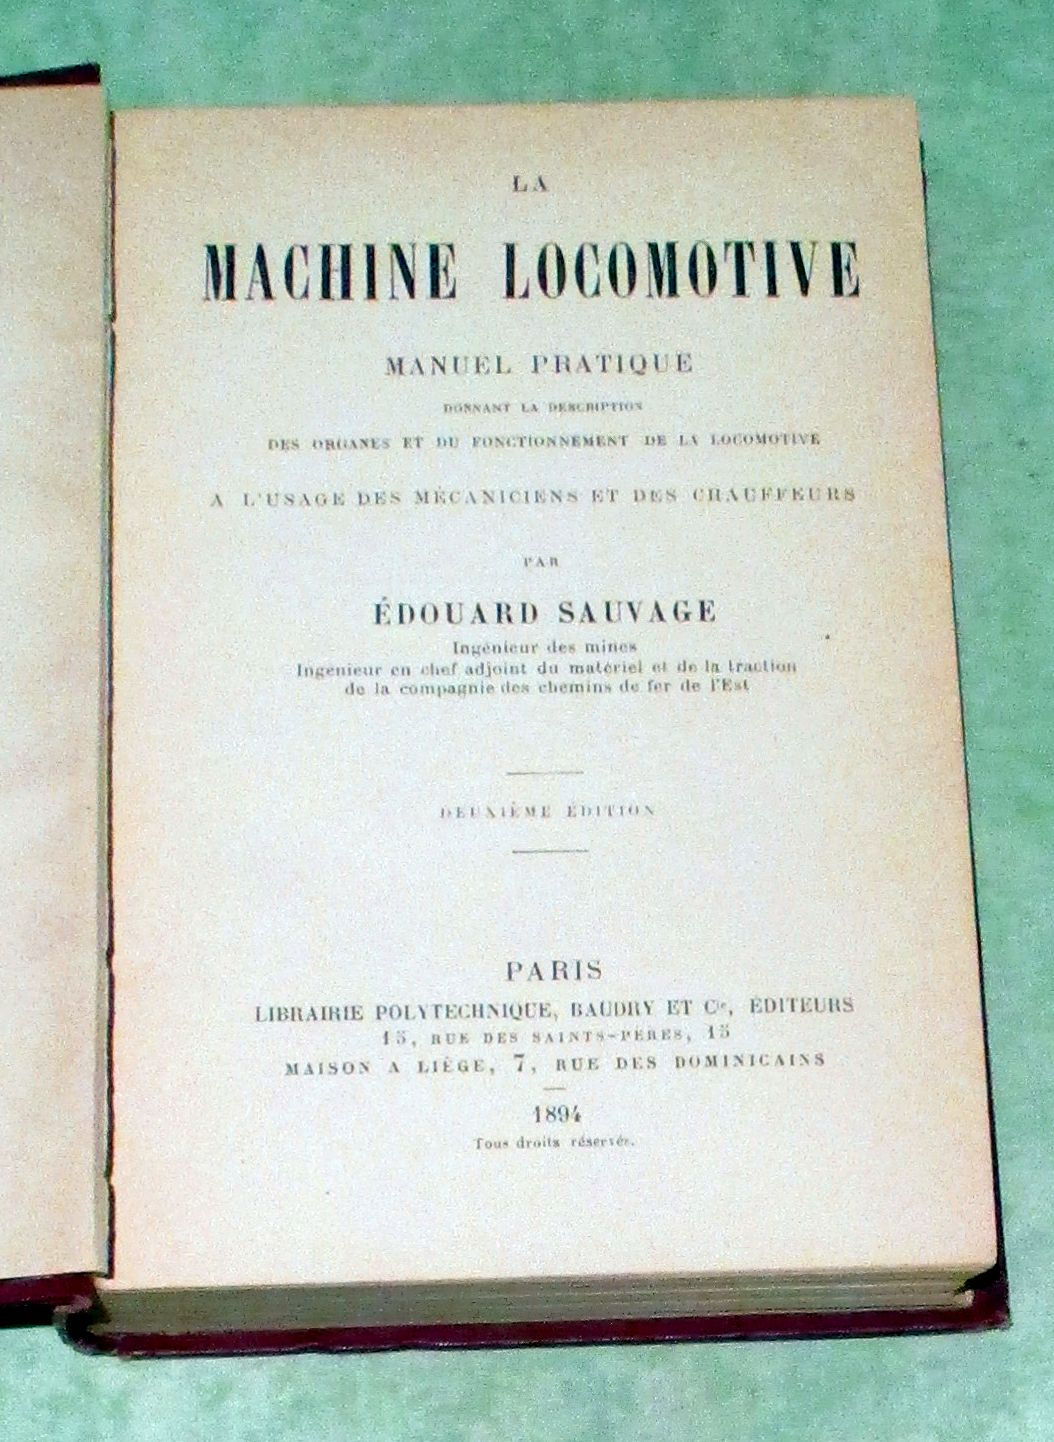 LA
MACHINE LOCOMOTIVE
MANUEL PRATIQUE
DONNANT LA DESCRIPTION
DES ORGANES ET DU FONCTIONNEMENT DE LA LOCOMOTIVE
A L'USAGE DES MÉCANICIENS ET DES CHAUFFEURS
PAR
ÉDOUARD SAUVAGE
Ingénieur des mines
Ingénieur en chef adjoint du matériel et de la traction
de la compagnie des chemins de fer de l'Est
DEUXIÈME ÉDITION
PARIS
LIBRAIRIE POLYTECHNIQUE, BAUDRY ET Cie, ÉDITEURS
15, RUE DES SAINTS-PÈRES, 15
MAISON A LIÈGE, 7, RUE DES DOMINICAINS
1894
Tous droits réservés.